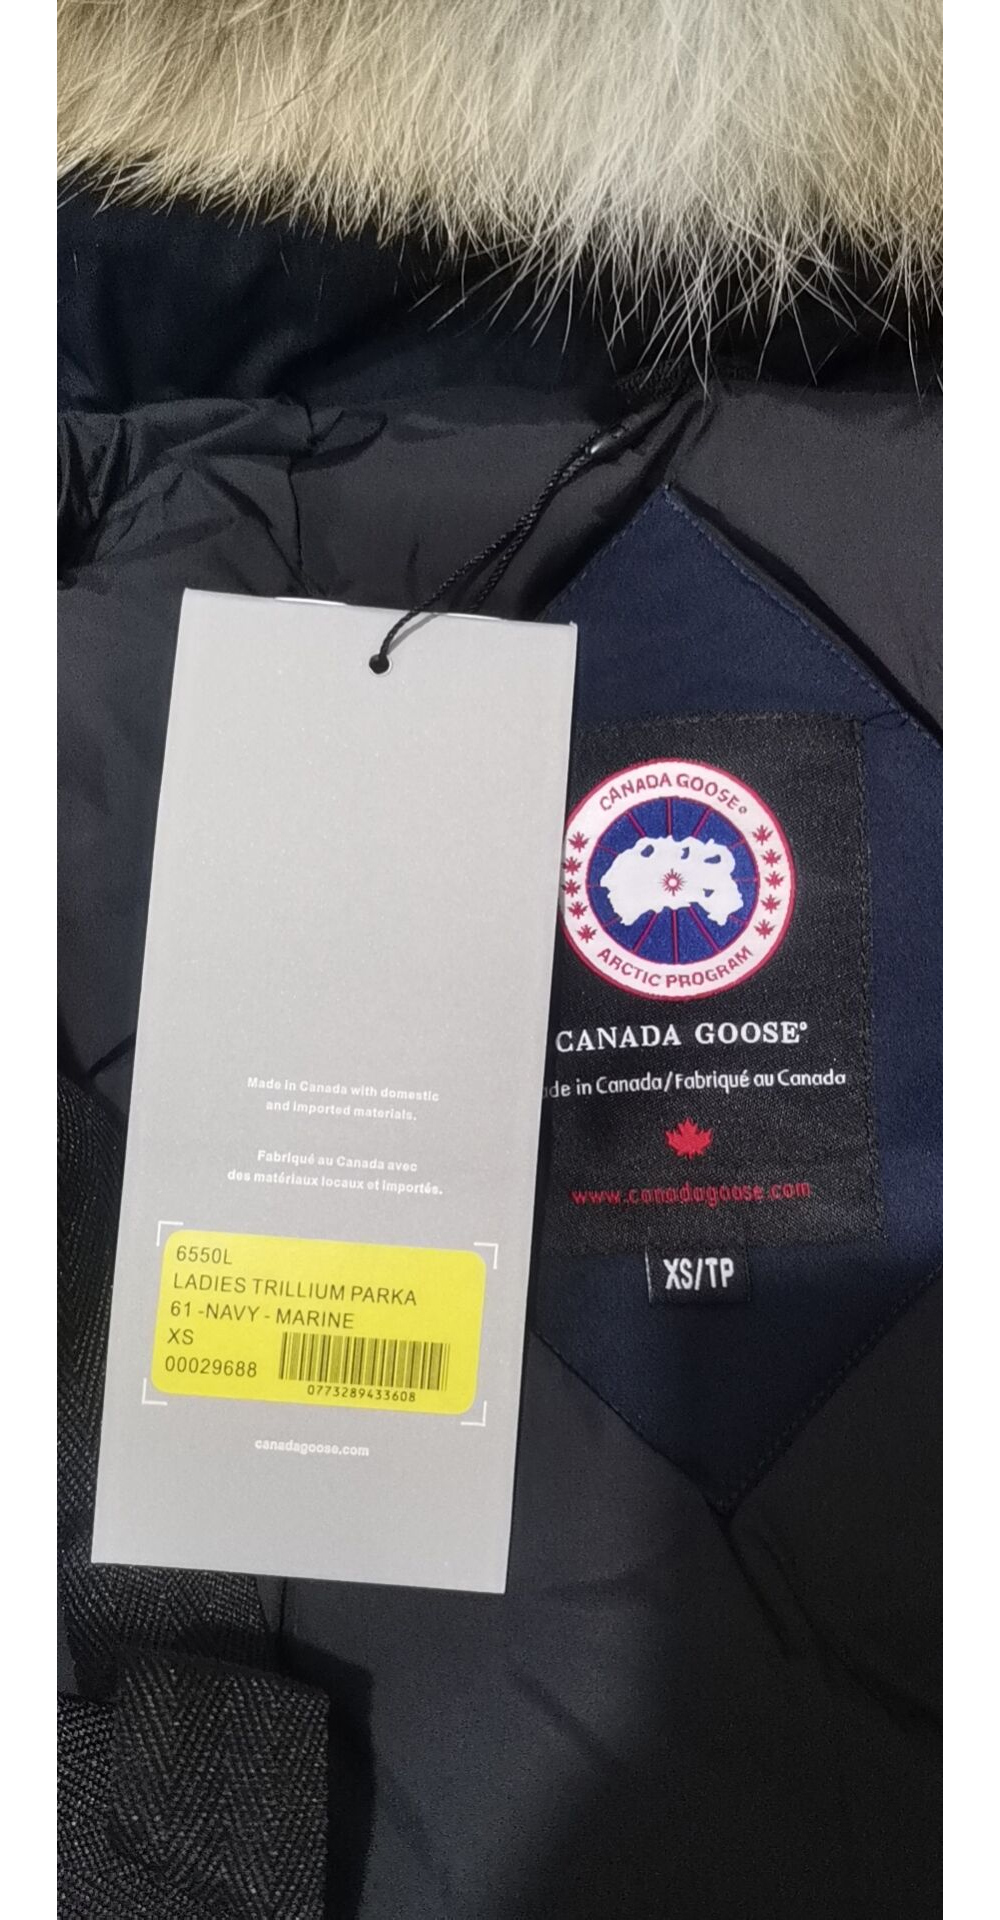 Made in Canada with domestic
and imported materials.
Fabriqué au Canada avec
des matériaux locaux et importés.
6550L
LADIES TRILLIUM PARKA
61 -NAVY - MARINE
XS
00029688
0773289433608
canadagoose.com
CANADA GOOSE
ARCTIC PROGRAM
CANADA GOOSE®
de in Canada/Fabriqué au Canada
www.canadagoose.com
XS/TP